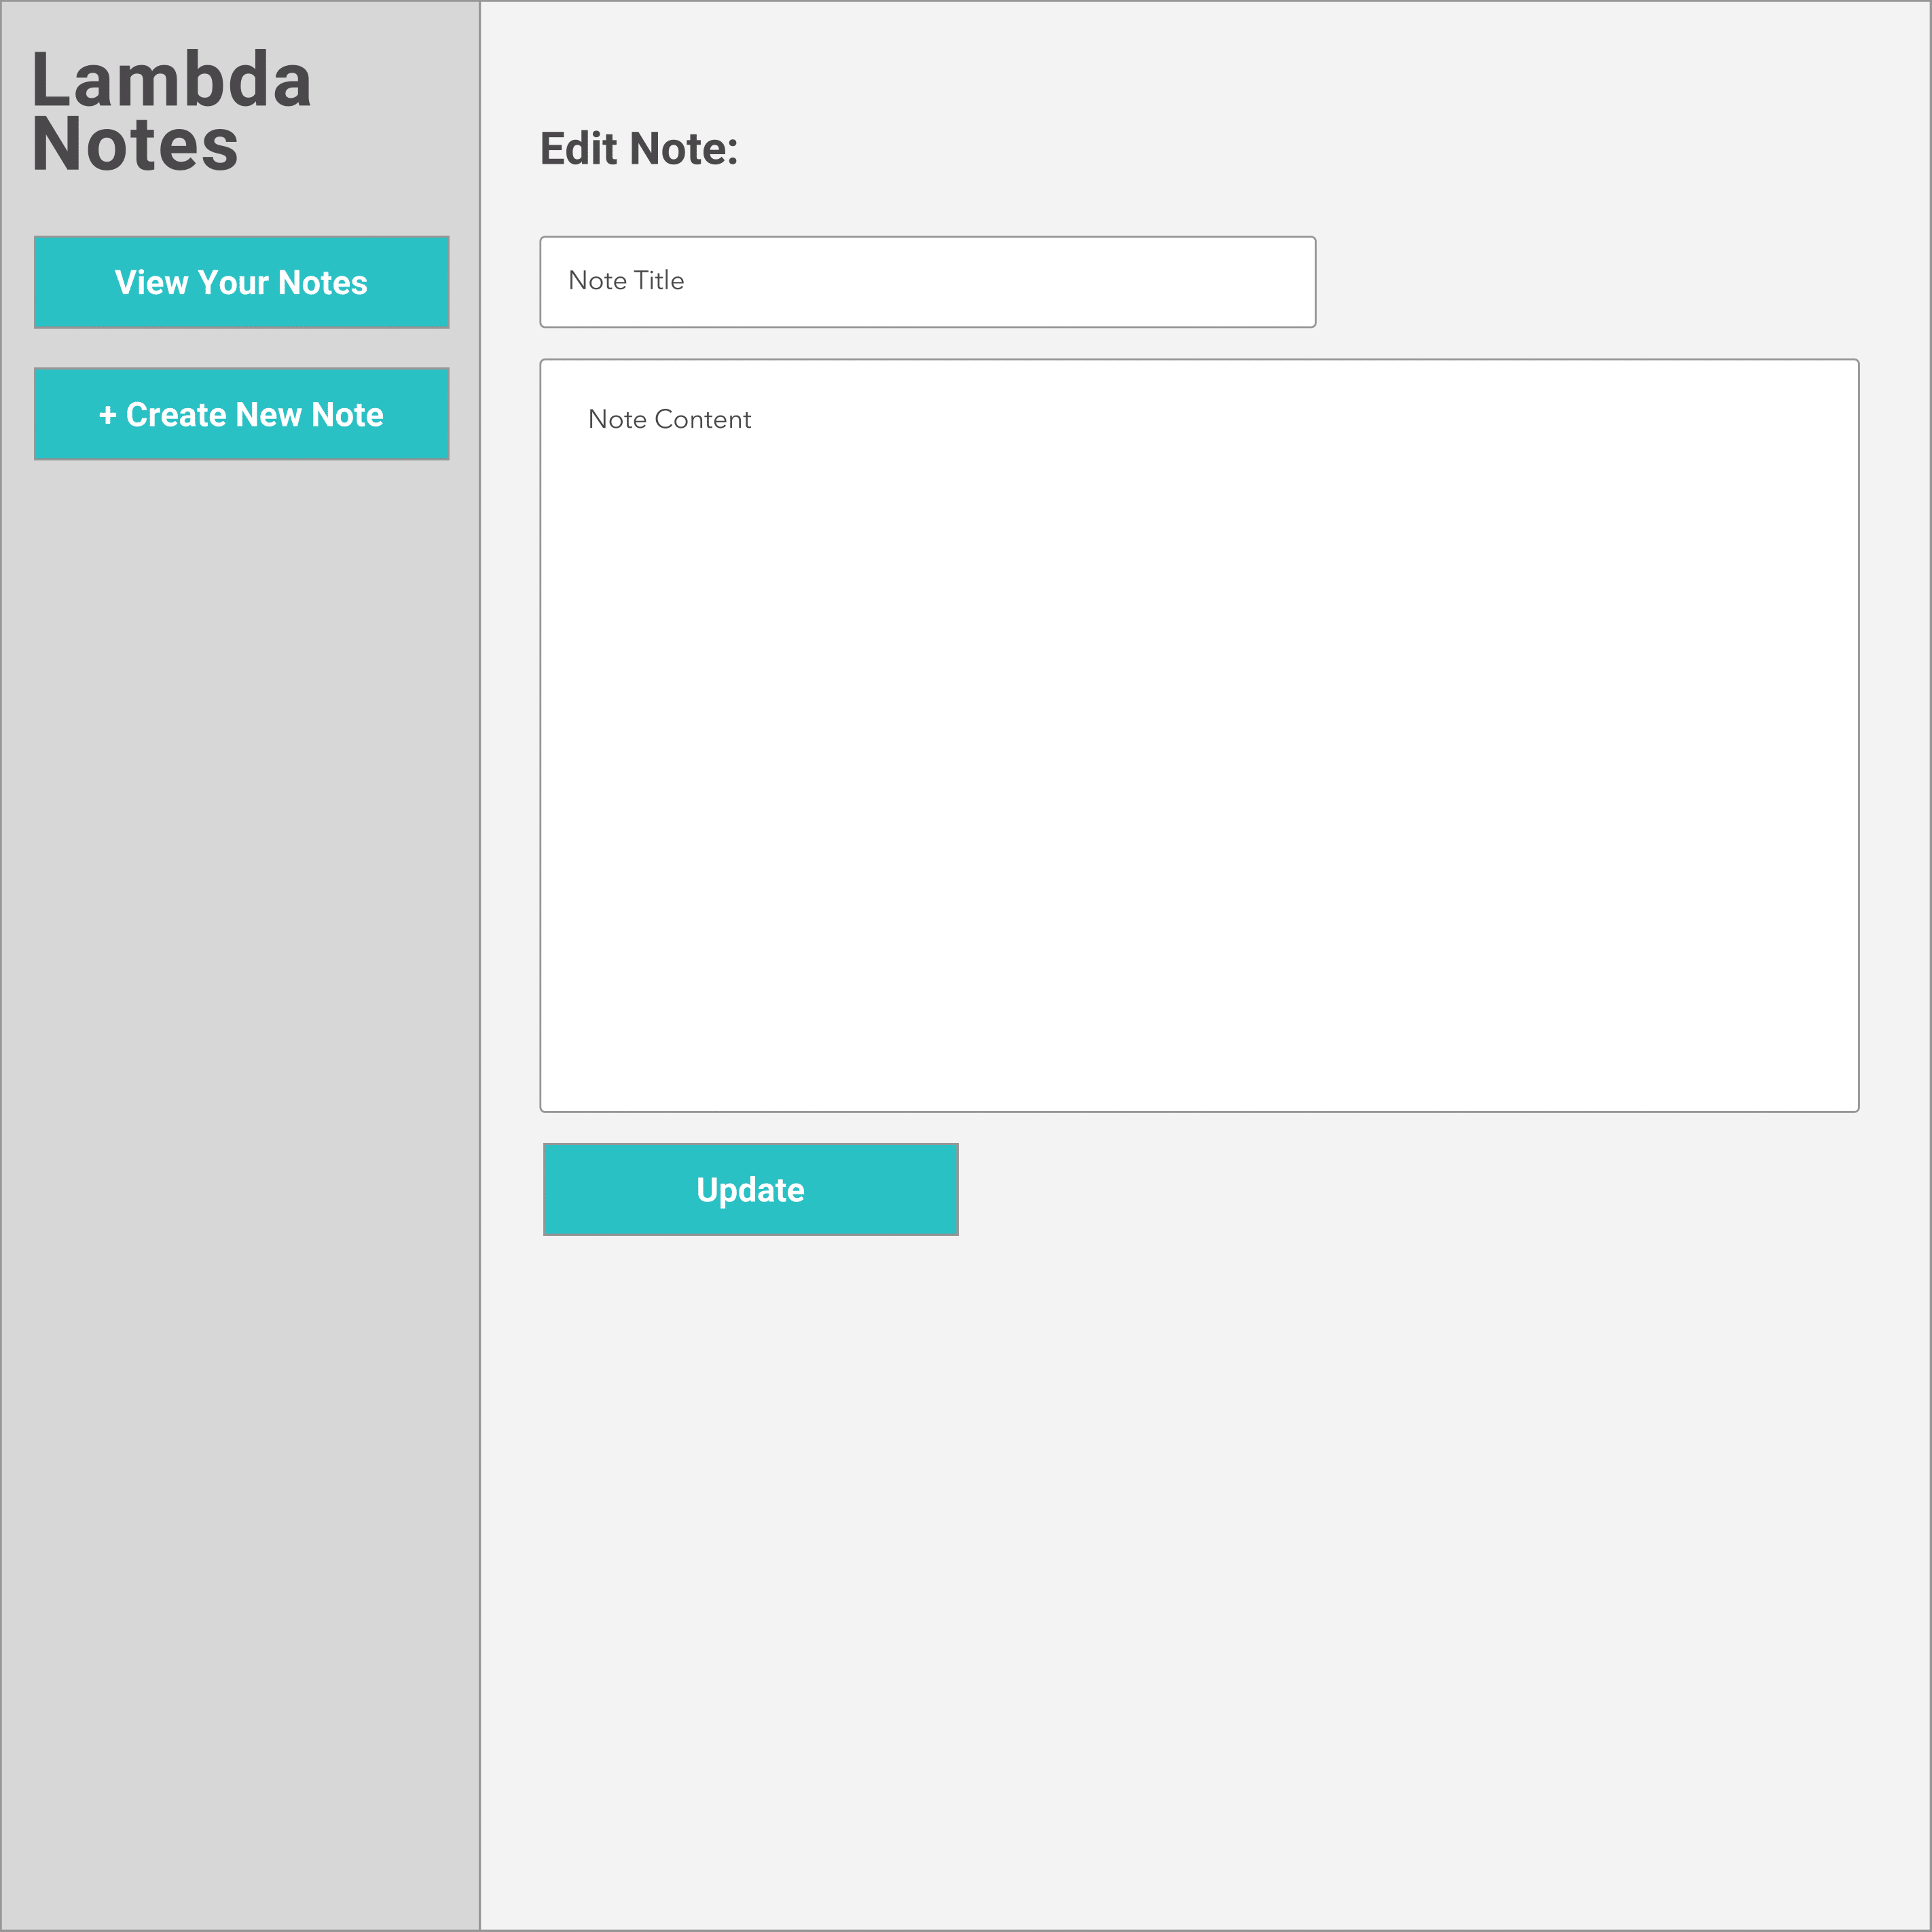 Lambda
Notes
View Your Notes
+ Create New Note
Edit Note:
Note Title
Note Content
Update